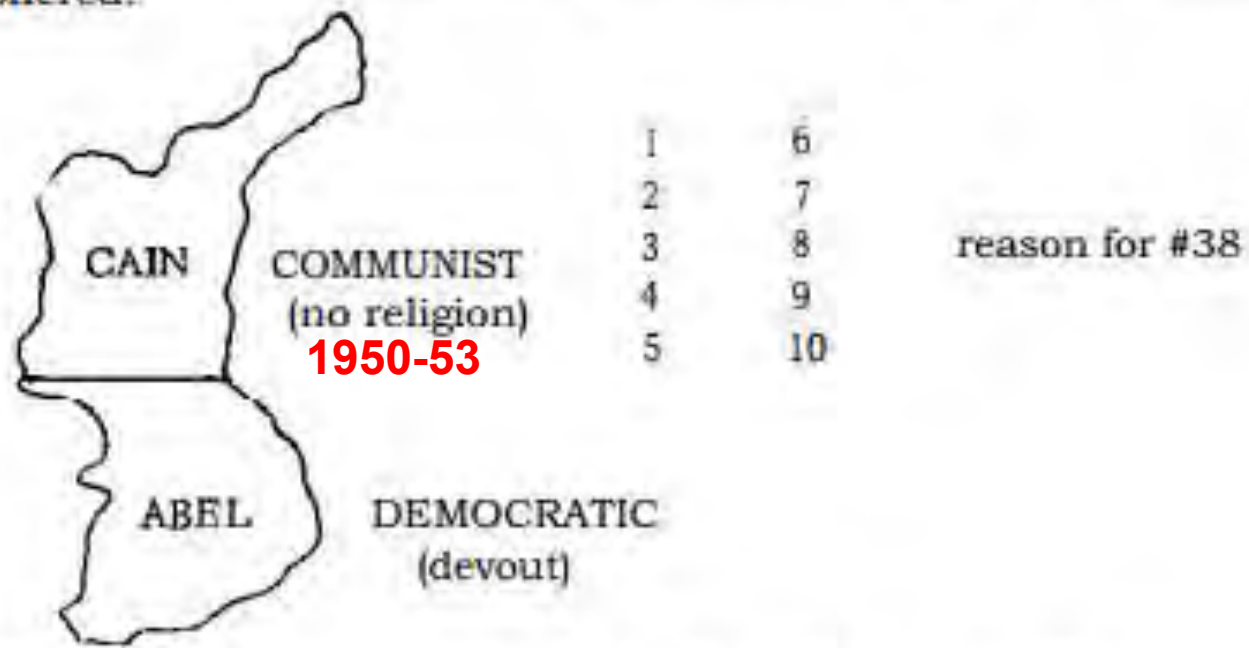 CAIN
COMMUNIST
(no religion)
1950-53
1 6
2 7
3 8 reason for #38
4 9
5 10
ABEL
DEMOCRATIC
(devout)